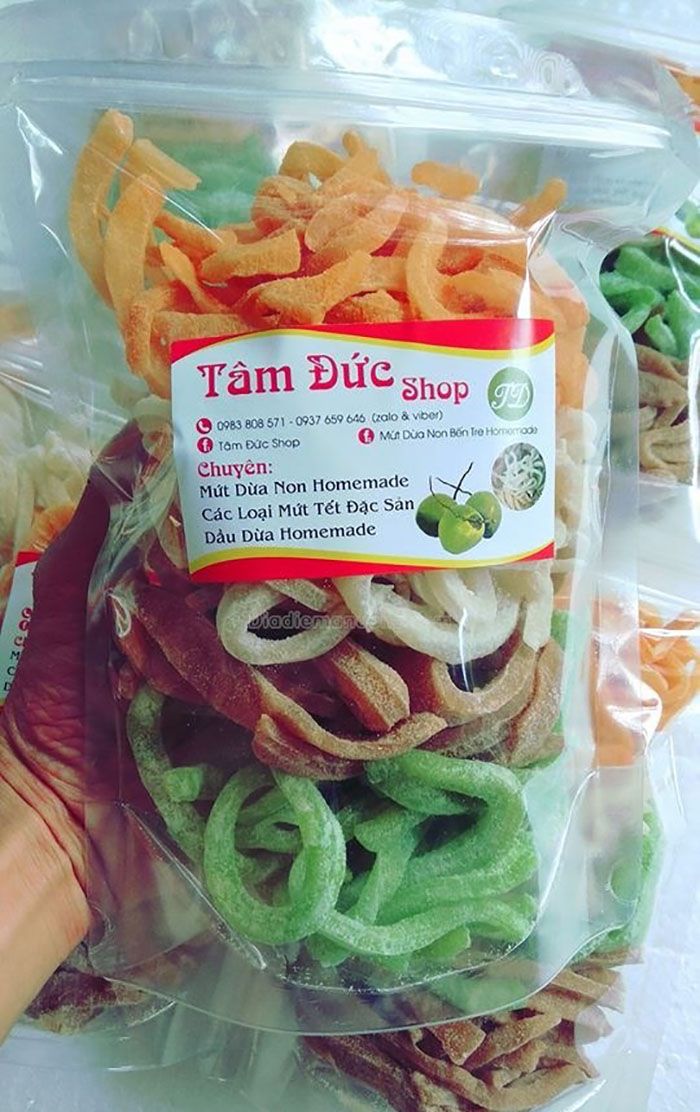 Tâm Đức Shop
TD
0983 808 571 - 0937 659 646 (zalo & viber)
Tâm Đức Shop
Mứt Dừa Non Bến Tre Homemade
Chuyên:
Mứt Dừa Non Homemade
Các Loại Mứt Tết Đặc Sản
Dầu Dừa Homemade